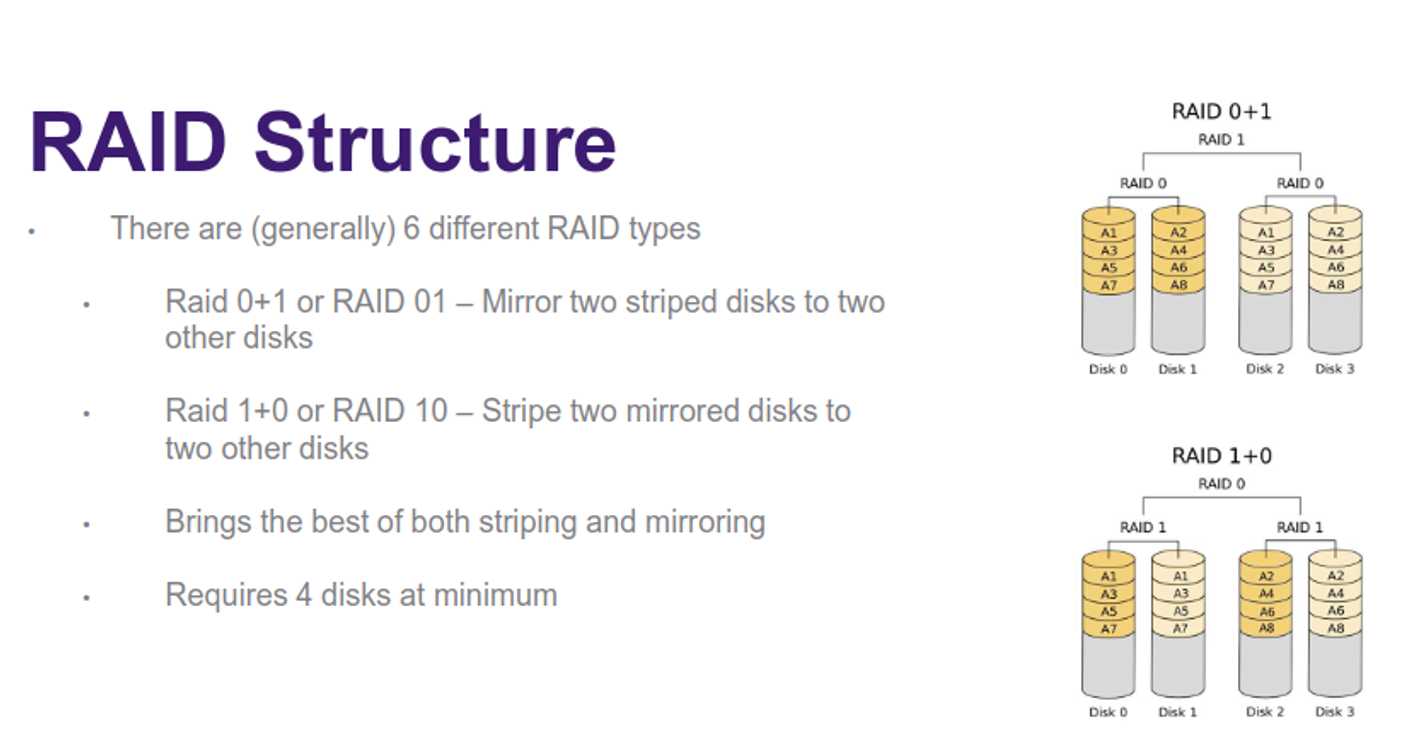 RAID Structure
• There are (generally) 6 different RAID types
• Raid 0+1 or RAID 01 – Mirror two striped disks to two
other disks
• Raid 1+0 or RAID 10 – Stripe two mirrored disks to
two other disks
• Brings the best of both striping and mirroring
• Requires 4 disks at minimum
RAID 0+1
RAID 1
RAID 0 RAID 0
A1 A2 A1 A2
A3 A4 A3 A4
A5 A6 A5 A6
A7 A8 A7 A8
Disk 0 Disk 1 Disk 2 Disk 3
RAID 1+0
RAID 0
RAID 1 RAID 1
A1 A1 A2 A2
A3 A3 A4 A4
A5 A5 A6 A6
A7 A7 A8 A8
Disk 0 Disk 1 Disk 2 Disk 3